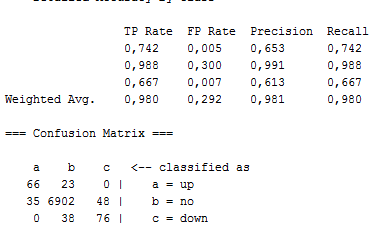 TP Rate FP Rate Precision Recall
0,742 0,005 0,653 0,742
0,988 0,300 0,991 0,988
0,667 0,007 0,613 0,667
Weighted Avg. 0,980 0,292 0,981 0,980
=== Confusion Matrix ===
a b c <-- classified as
66 23 0 | a = up
35 6902 48 | b = no
0 38 76 | c = down